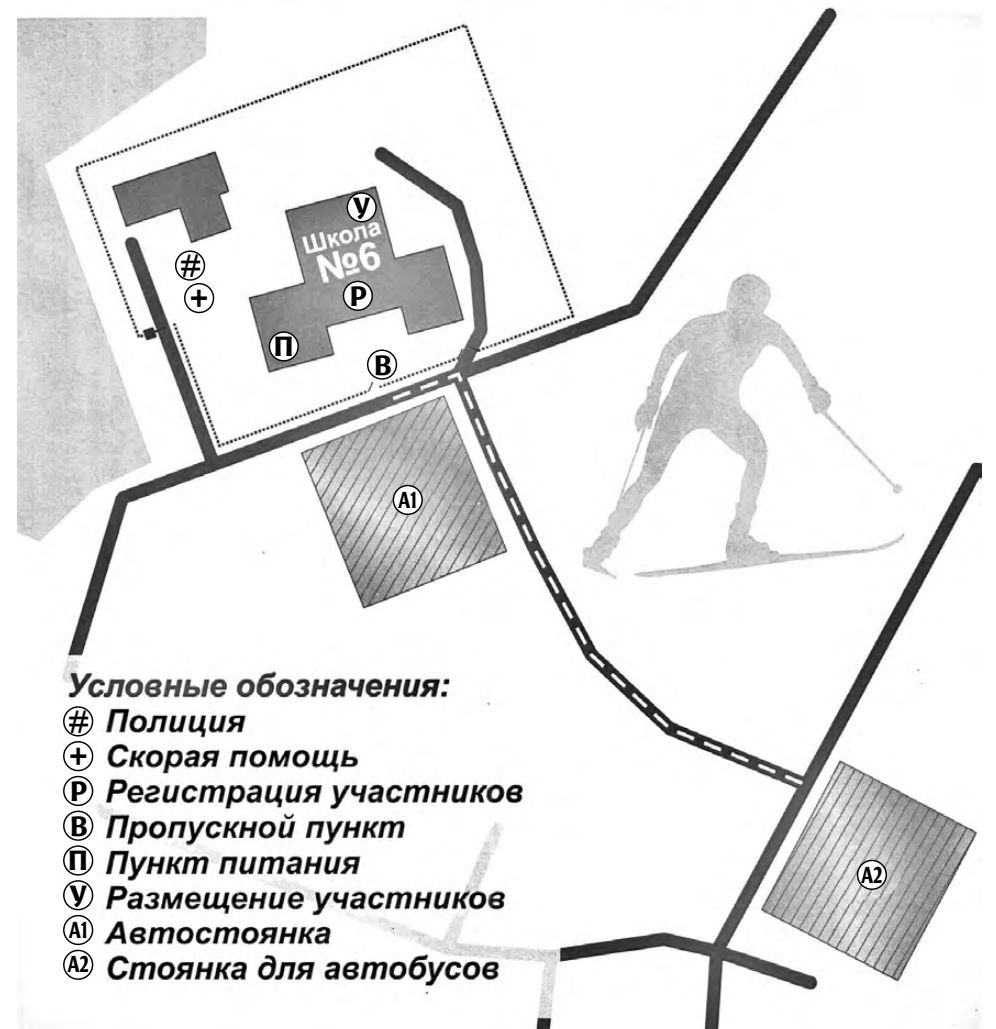 У
Школа
№6
#
+
Р
П
В
А1
Условные обозначения:
# Полиция
+ Скорая помощь
Р Регистрация участников
В Пропускной пункт
П Пункт питания
У Размещение участников
А1 Автостоянка
А2 Стоянка для автобусов
А2